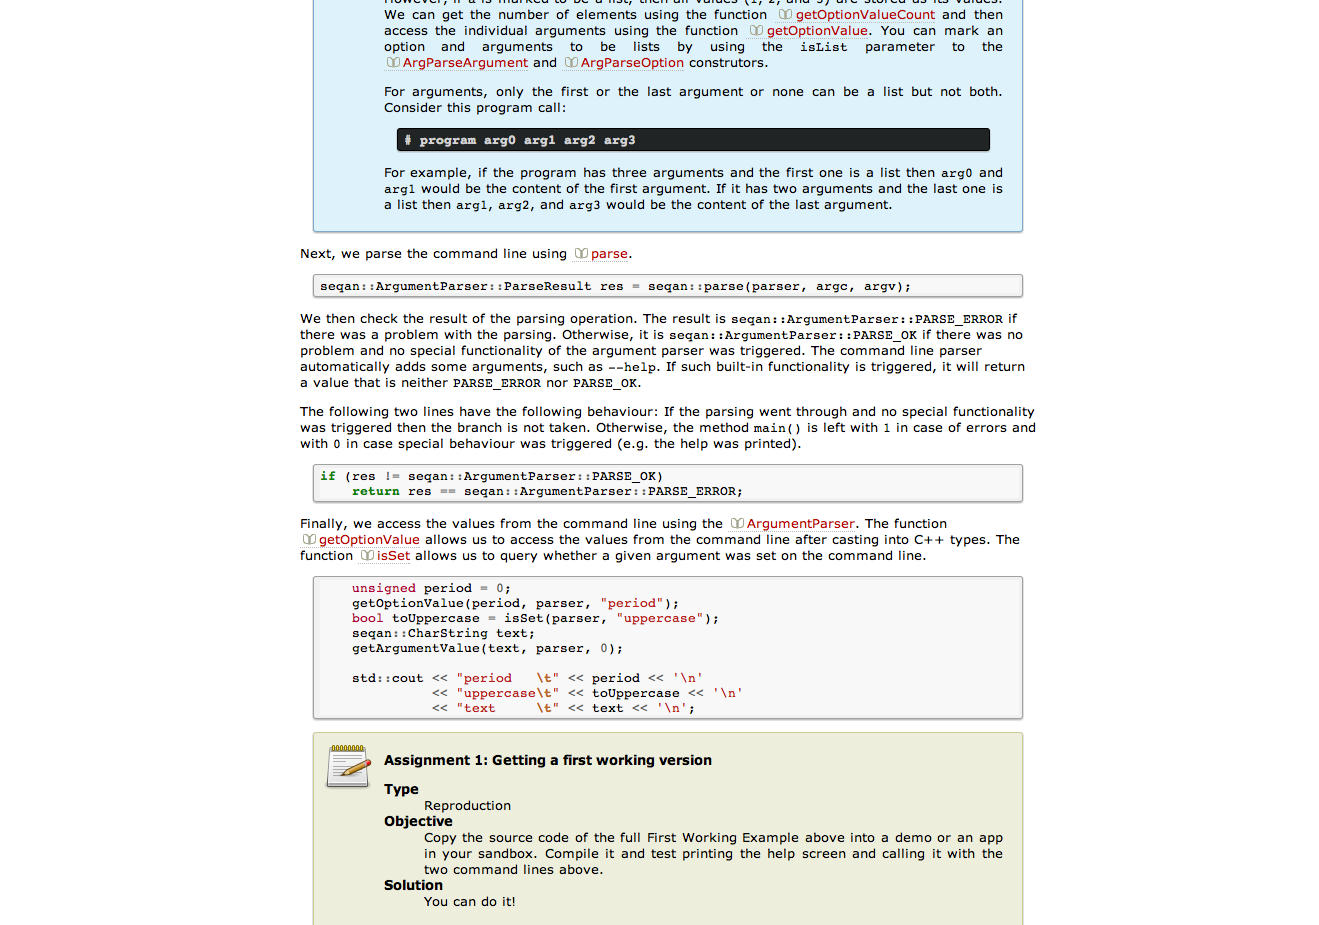 However, if a is marked to be a list, then all values (1, 2, and 3) are stored as its values.
We can get the number of elements using the function getOptionValueCount and then
access the individual arguments using the function getOptionValue. You can mark an
option and arguments to be lists by using the isList parameter to the
ArgParseArgument and ArgParseOption construtors.
For arguments, only the first or the last argument or none can be a list but not both.
Consider this program call:
# program arg0 arg1 arg2 arg3
For example, if the program has three arguments and the first one is a list then arg0 and
arg1 would be the content of the first argument. If it has two arguments and the last one is
a list then arg1, arg2, and arg3 would be the content of the last argument.
Next, we parse the command line using parse.
seqan::ArgumentParser::ParseResult res = seqan::parse(parser, argc, argv);
We then check the result of the parsing operation. The result is seqan::ArgumentParser::PARSE_ERROR if
there was a problem with the parsing. Otherwise, it is seqan::ArgumentParser::PARSE_OK if there was no
problem and no special functionality of the argument parser was triggered. The command line parser
automatically adds some arguments, such as --help. If such built-in functionality is triggered, it will return
a value that is neither PARSE_ERROR nor PARSE_OK.
The following two lines have the following behaviour: If the parsing went through and no special functionality
was triggered then the branch is not taken. Otherwise, the method main() is left with 1 in case of errors and
with 0 in case special behaviour was triggered (e.g. the help was printed).
if (res != seqan::ArgumentParser::PARSE_OK)
    return res == seqan::ArgumentParser::PARSE_ERROR;
Finally, we access the values from the command line using the ArgumentParser. The function
getOptionValue allows us to access the values from the command line after casting into C++ types. The
function isSet allows us to query whether a given argument was set on the command line.
    unsigned period = 0;
    getOptionValue(period, parser, "period");
    bool toUppercase = isSet(parser, "uppercase");
    seqan::CharString text;
    getArgumentValue(text, parser, 0);
    std::cout << "period   \t" << period << '\n'
              << "uppercase\t" << toUppercase << '\n'
              << "text     \t" << text << '\n';
Assignment 1: Getting a first working version
Type
Reproduction
Objective
Copy the source code of the full First Working Example above into a demo or an app
in your sandbox. Compile it and test printing the help screen and calling it with the
two command lines above.
Solution
You can do it!